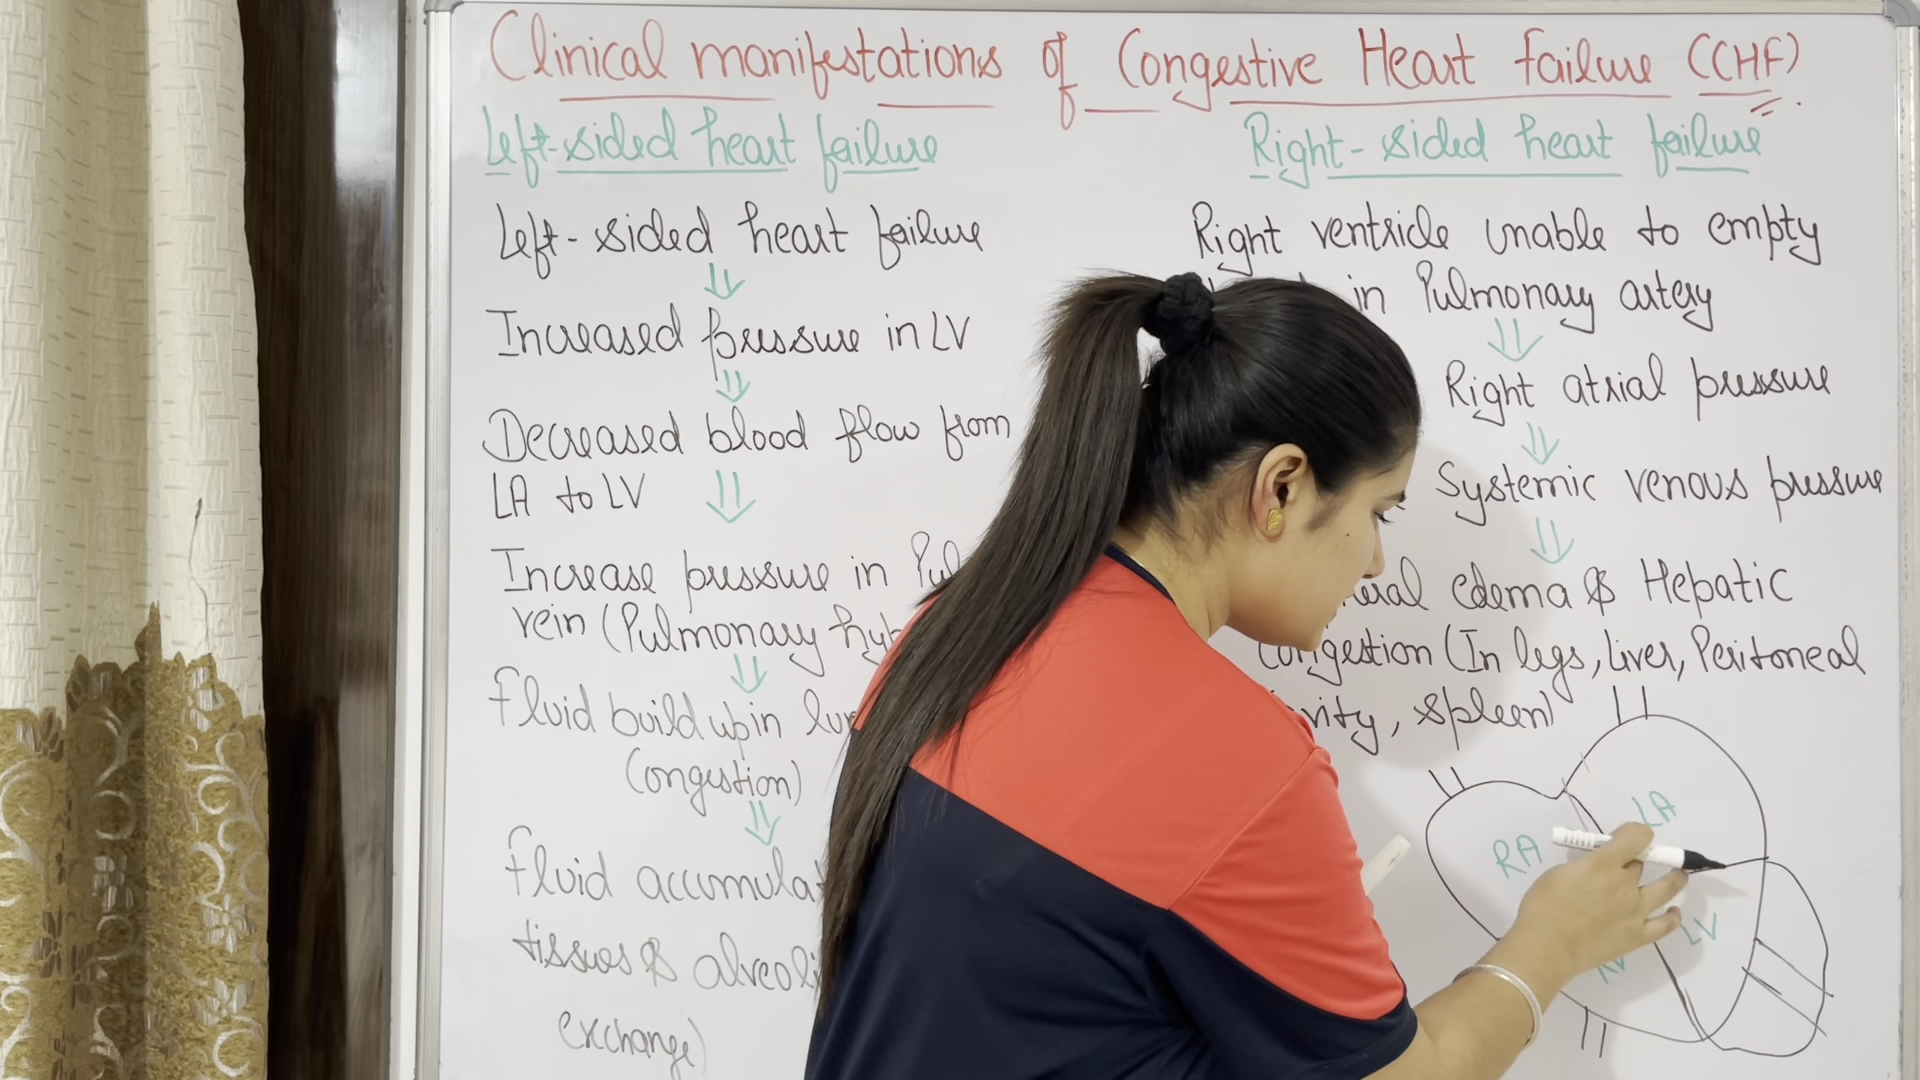 Clinical manifestations of Congestive Heart Failure (CHF)
Left-sided heart failure
Left-sided heart failure
Increased pressure in LV
Decreased blood flow from
LA to LV
Increase pressure in
vein (Pulmonary
Fluid build up in
Congestion)
Fluid
tissues &
exchange)
Right-sided heart failure
Right ventricle unable to empty
in Pulmonary artery
Right atrial pressure
Systemic venous pressure
edema & Hepatic
Congestion (In legs, Liver, Peritoneal
, spleen)
RA
LA
LV
RV